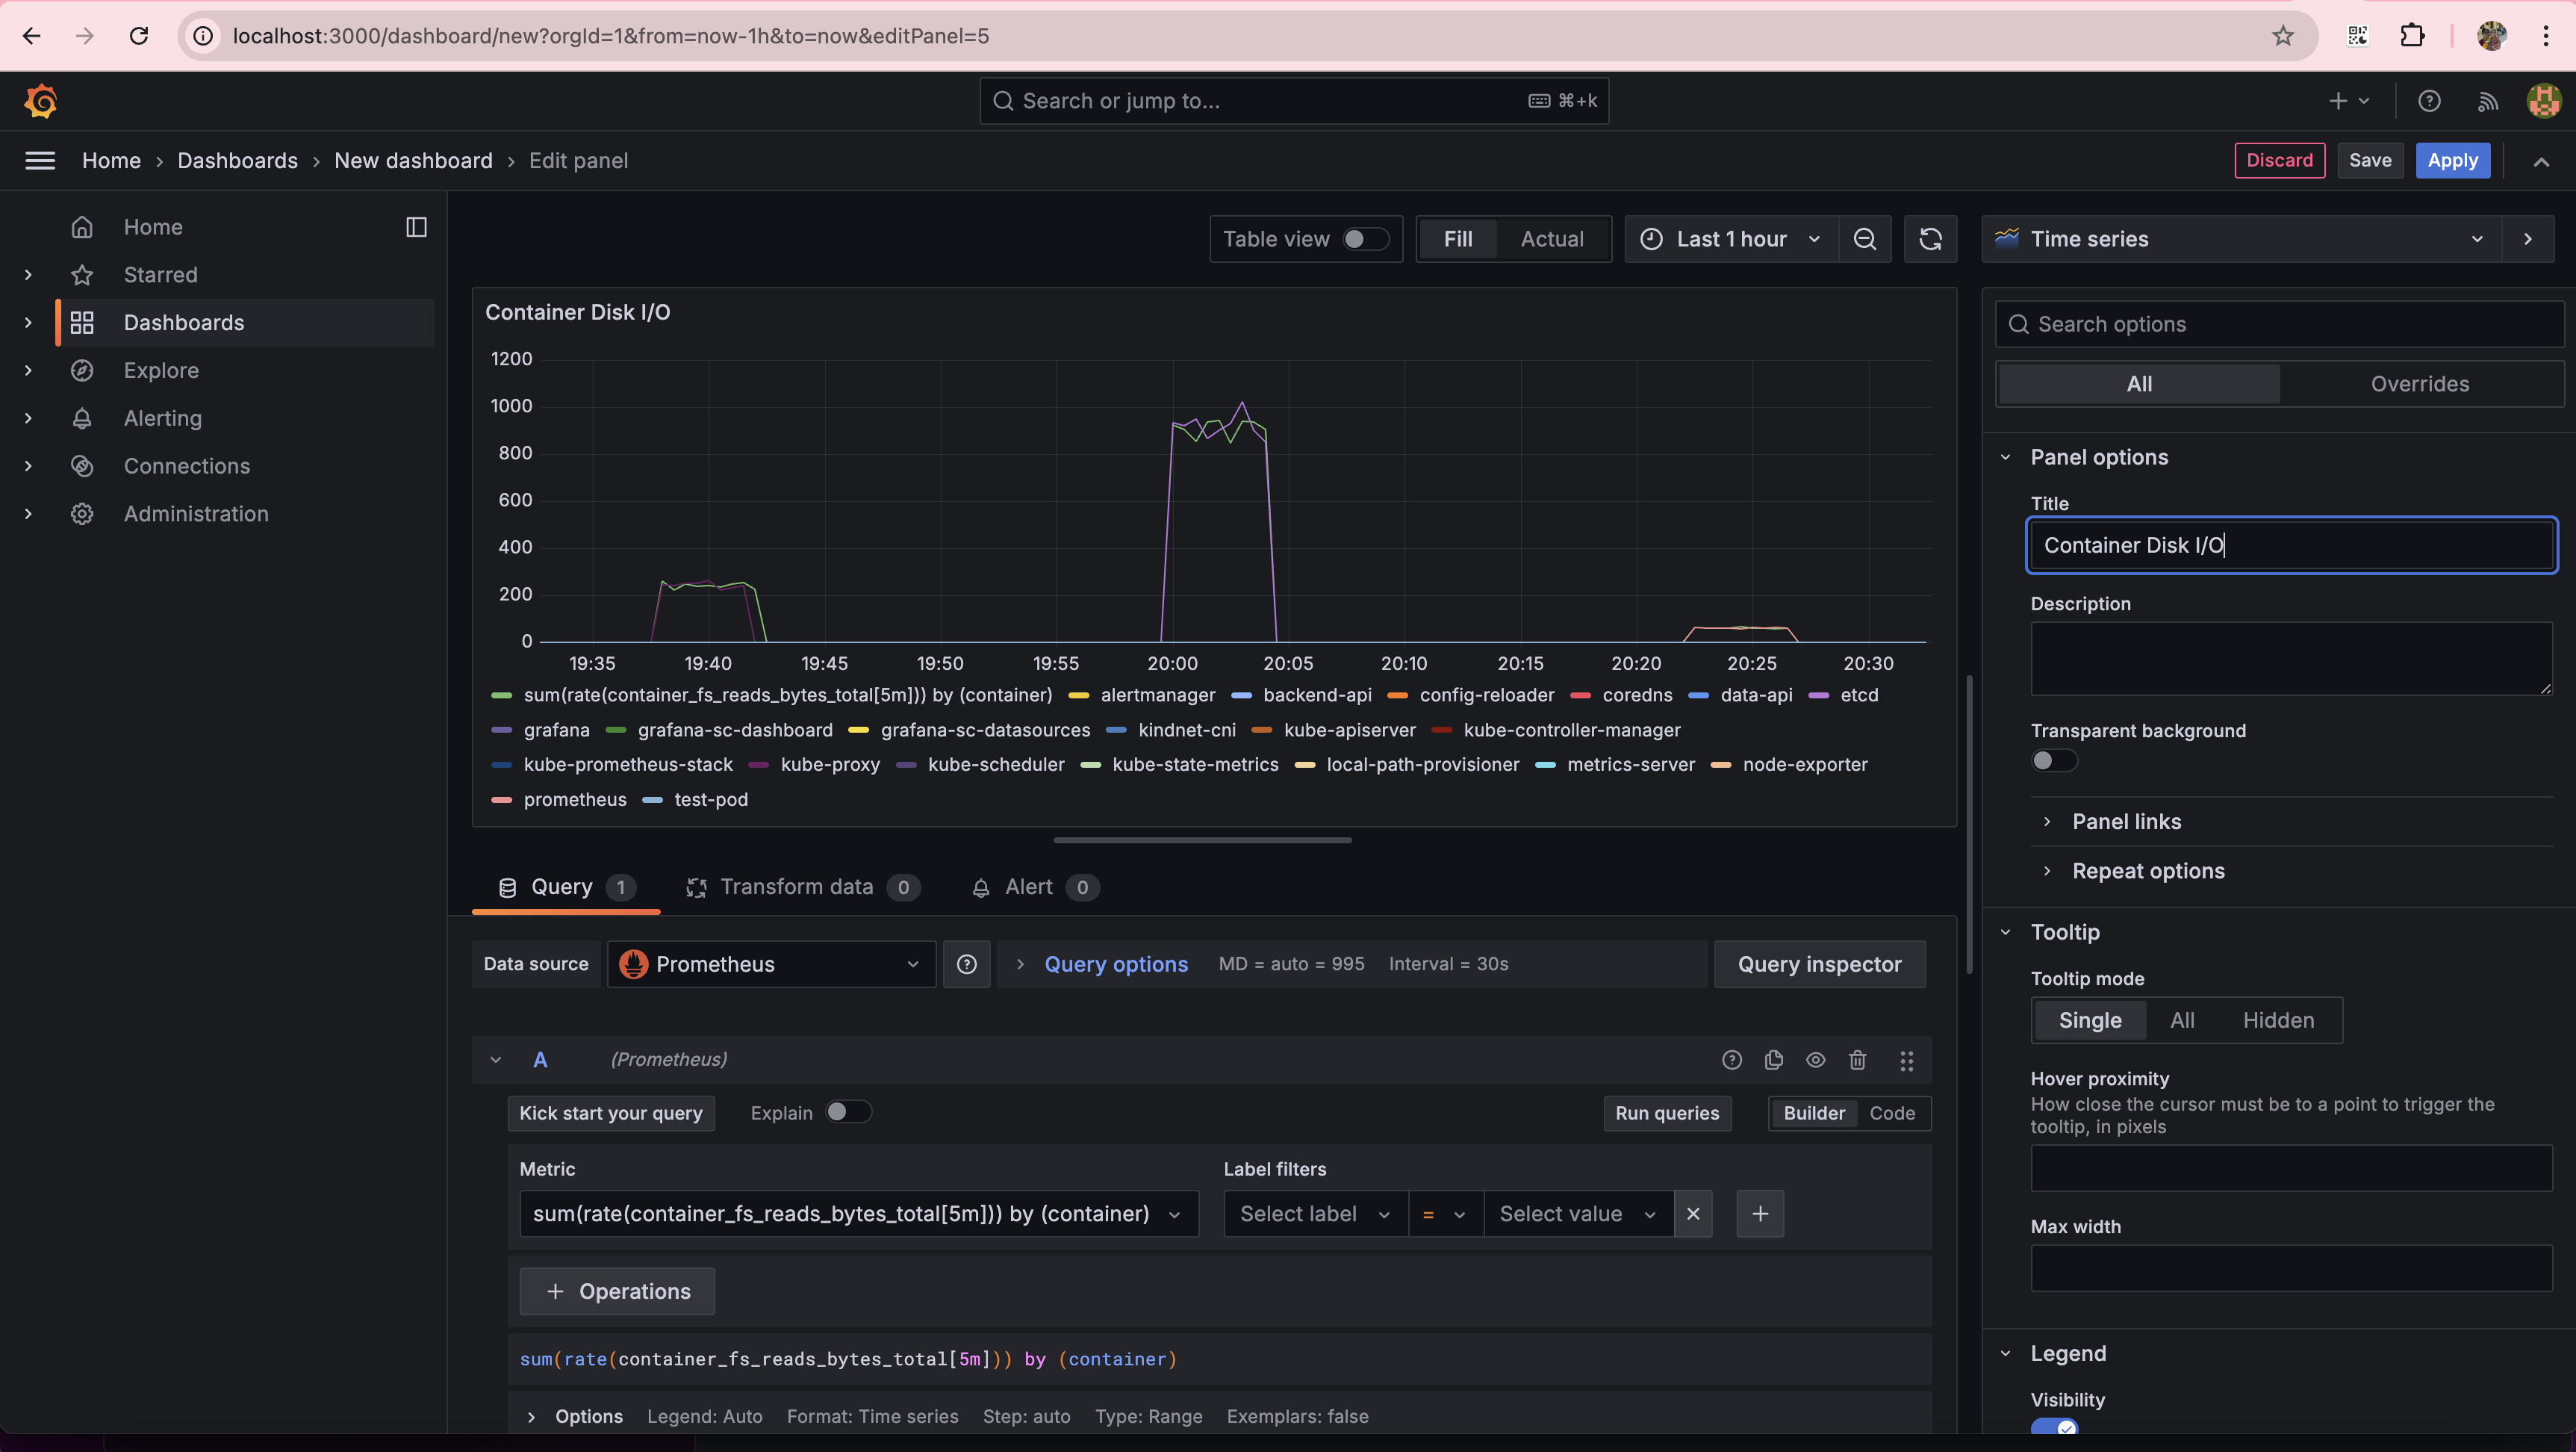 localhost:3000/dashboard/new?orgId=1&from=now-1h&to=now&editPanel=5
Search or jump to... ⌘+k
Home › Dashboards › New dashboard › Edit panel
Discard Save Apply
Home
Starred
Dashboards
Explore
Alerting
Connections
Administration
Table view Fill Actual Last 1 hour
Container Disk I/O
1200
1000
800
600
400
200
0
19:35 19:40 19:45 19:50 19:55 20:00 20:05 20:10 20:15 20:20 20:25 20:30
sum(rate(container_fs_reads_bytes_total[5m])) by (container) alertmanager backend-api config-reloader coredns data-api etcd
grafana grafana-sc-dashboard grafana-sc-datasources kindnet-cni kube-apiserver kube-controller-manager
kube-prometheus-stack kube-proxy kube-scheduler kube-state-metrics local-path-provisioner metrics-server node-exporter
prometheus test-pod
Query 1 Transform data 0 Alert 0
Data source Prometheus Query options MD = auto = 995 Interval = 30s Query inspector
A (Prometheus)
Kick start your query Explain Run queries Builder Code
Metric Label filters
sum(rate(container_fs_reads_bytes_total[5m])) by (container) Select label = Select value
+ Operations
sum(rate(container_fs_reads_bytes_total[5m])) by (container)
Options Legend: Auto Format: Time series Step: auto Type: Range Exemplars: false
Time series
Search options
All Overrides
Panel options
Title
Container Disk I/O
Description
Transparent background
Panel links
Repeat options
Tooltip
Tooltip mode
Single All Hidden
Hover proximity
How close the cursor must be to a point to trigger the
tooltip, in pixels
Max width
Legend
Visibility